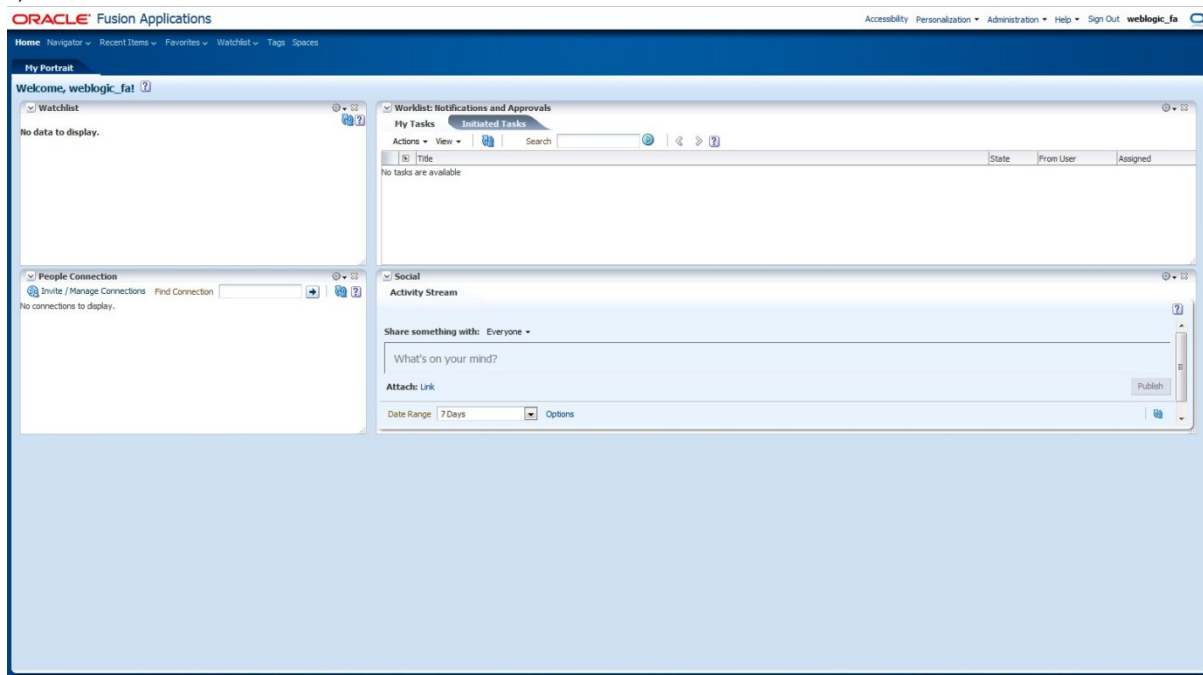 ORACLE Fusion Applications
Accessibility Personalization Administration Help Sign Out weblogic_fa
Home Navigator Recent Items Favorites Watchlist Tags Spaces
My Portrait
Welcome, weblogic_fa!
Watchlist
No data to display.
Worklist: Notifications and Approvals
My Tasks Initiated Tasks
Actions View Search
Title State From User Assigned
No tasks are available
People Connection
Invite / Manage Connections Find Connection
No connections to display.
Social
Activity Stream
Share something with: Everyone
What's on your mind?
Attach: Link Publish
Date Range 7 Days Options